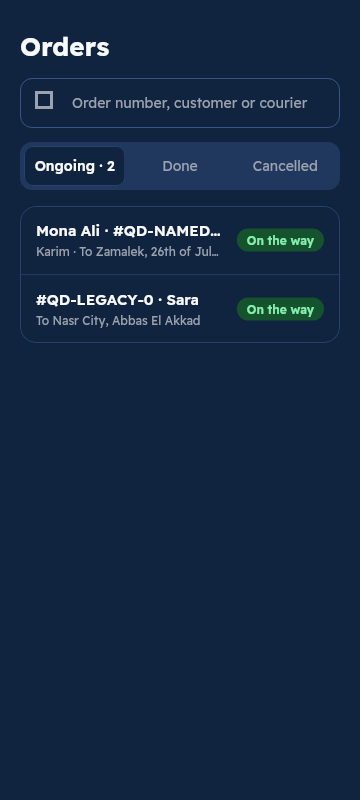 Orders
Order number, customer or courier
Ongoing · 2
Done
Cancelled
Mona Ali · #QD-NAMED...
On the way
Karim · To Zamalek, 26th of Jul...
#QD-LEGACY-0 · Sara
On the way
To Nasr City, Abbas El Akkad